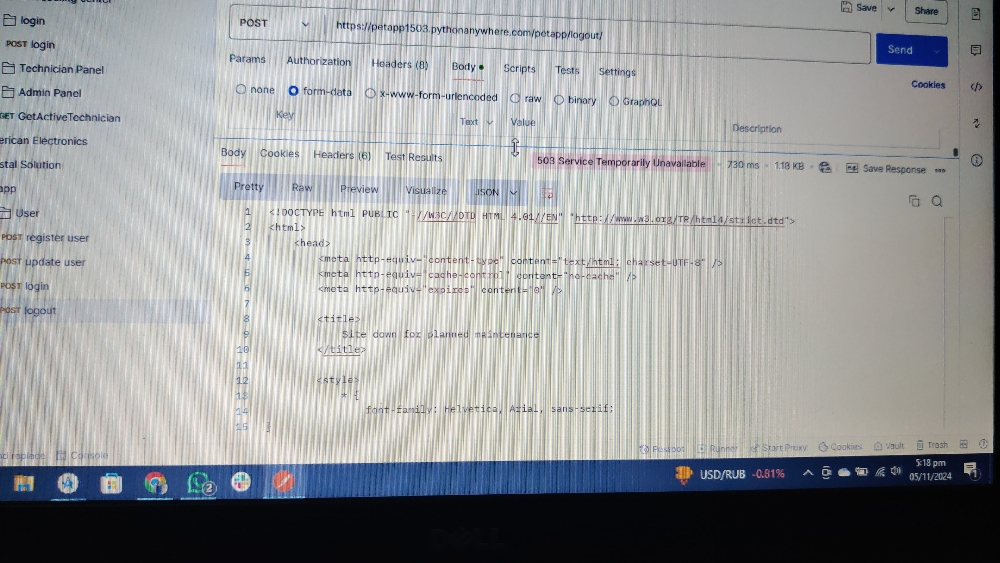 login
POST login
Technician Panel
Admin Panel
GET GetActiveTechnician
erican Electronics
stal Solution
app
User
POST register user
POST update user
POST login
POST logout
Save
Share
POST
https://petapp1503.pythonanywhere.com/petapp/logout/
Send
Params Authorization Headers (8) Body Scripts Tests Settings
Cookies
none form-data x-www-form-urlencoded raw binary GraphQL
Key Text Value Description
Body Cookies Headers (6) Test Results 503 Service Temporarily Unavailable 730 ms 1.18 KB Save Response
Pretty Raw Preview Visualize JSON
1 <!DOCTYPE html PUBLIC "-//W3C//DTD HTML 4.01//EN" "http://www.w3.org/TR/html4/strict.dtd">
2 <html>
3 <head>
4 <meta http-equiv="content-type" content="text/html; charset=UTF-8" />
5 <meta http-equiv="cache-control" content="no-cache" />
6 <meta http-equiv="expires" content="0" />
7
8 <title>
9 Site down for planned maintenance
10 </title>
11
12 <style>
13 * {
14 font-family: Helvetica, Arial, sans-serif;
15 }
replace Console
Postbot Runner Start Proxy Cookies Vault Trash
2
USD/RUB -0.81%
5:18 pm
05/11/2024
DELL